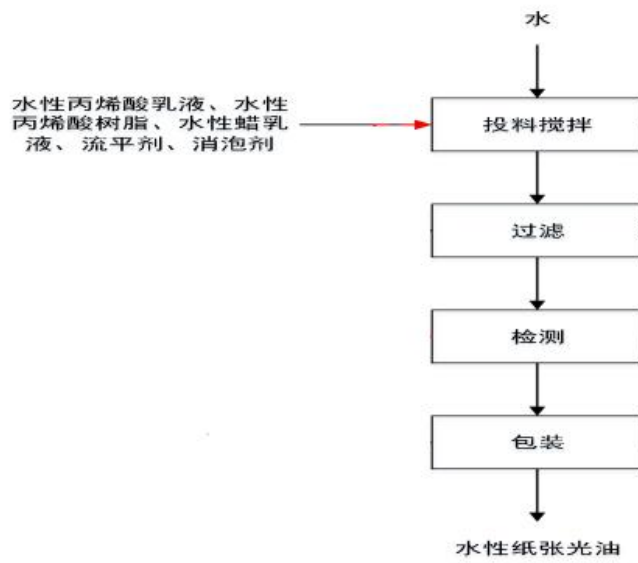 水
水性丙烯酸乳液、水性
丙烯酸树脂、水性蜡乳
液、流平剂、消泡剂
投料搅拌
过滤
检测
包装
水性纸张光油